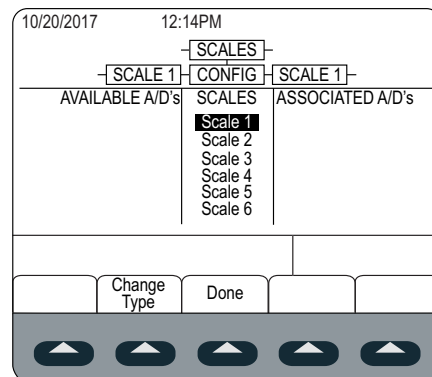 10/20/2017 12:14PM
SCALES
SCALE 1 CONFIG SCALE 1
AVAILABLE A/D's SCALES ASSOCIATED A/D's
Scale 1
Scale 2
Scale 3
Scale 4
Scale 5
Scale 6
Change
Type
Done